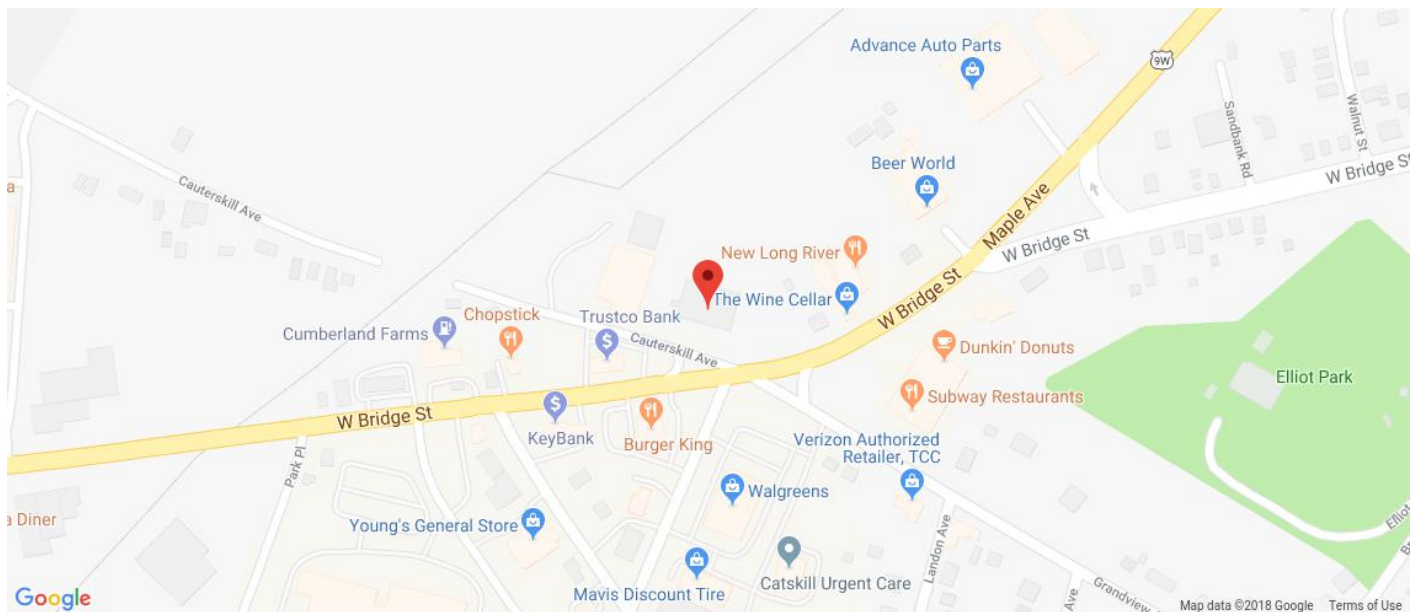 Advance Auto Parts
9W
Sandbank Rd
Walnut St
Beer World
W Bridge St
Cauterskill Ave
Maple Ave
W Bridge St
New Long River
The Wine Cellar
W Bridge St
Chopstick
Trustco Bank
Cumberland Farms
Cauterskill Ave
Dunkin' Donuts
Elliot Park
Subway Restaurants
W Bridge St
KeyBank
Burger King
Verizon Authorized
Retailer, TCC
Park Pl
Walgreens
a Diner
Young's General Store
Landon Ave
Catskill Urgent Care
Mavis Discount Tire
Grandview
Ave
Google
Map data ©2018 Google
Terms of Use